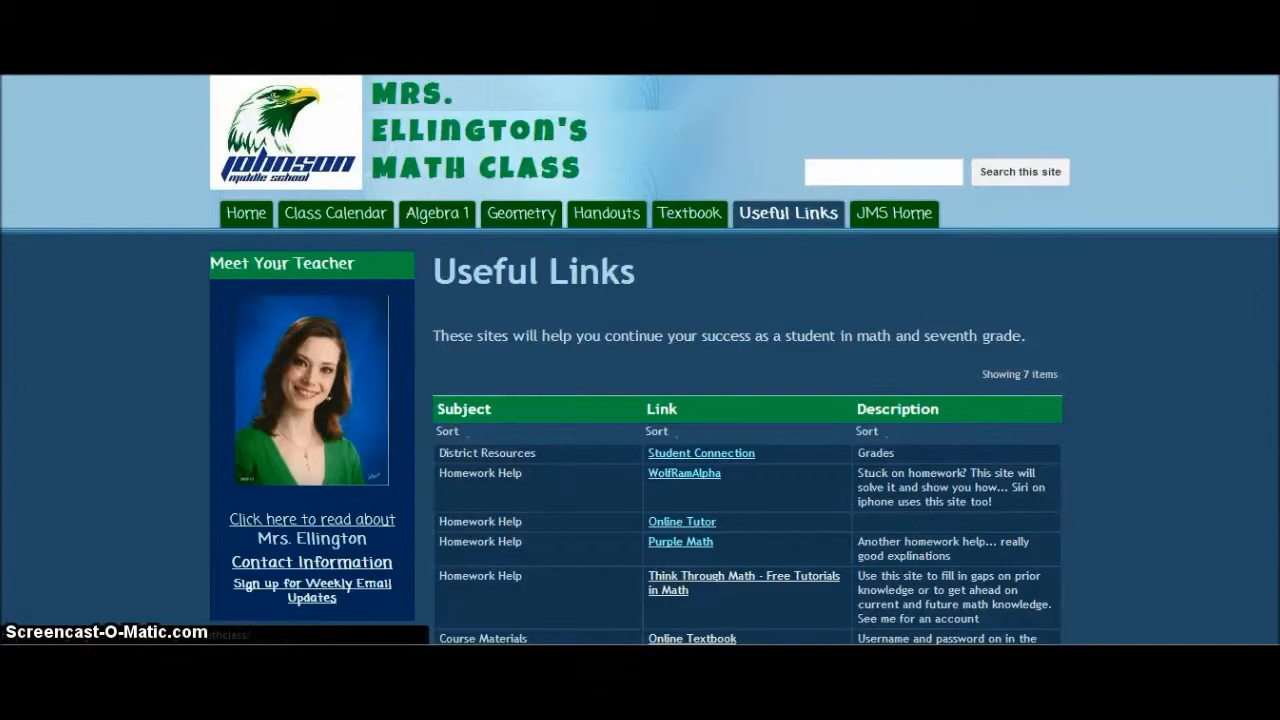 MRS.
ELLINGTON'S
MATH CLASS
johnson
middle school
Search this site
Home
Class Calendar
Algebra 1
Geometry
Handouts
Textbook
Useful Links
JMS Home
Meet Your Teacher
Click here to read about
Mrs. Ellington
Contact Information
Sign up for Weekly Email
Updates
Useful Links
These sites will help you continue your success as a student in math and seventh grade.
Showing 7 items
Subject Link Description
Sort Sort Sort
District Resources Student Connection Grades
Homework Help WolfRamAlpha Stuck on homework? This site will
solve it and show you how... Siri on
iphone uses this site too!
Homework Help Online Tutor
Homework Help Purple Math Another homework help... really
good explinations
Homework Help Think Through Math - Free Tutorials Use this site to fill in gaps on prior
in Math knowledge or to get ahead on
current and future math knowledge.
See me for an account
Course Materials Online Textbook Username and password on in the
Screencast-O-Matic.com